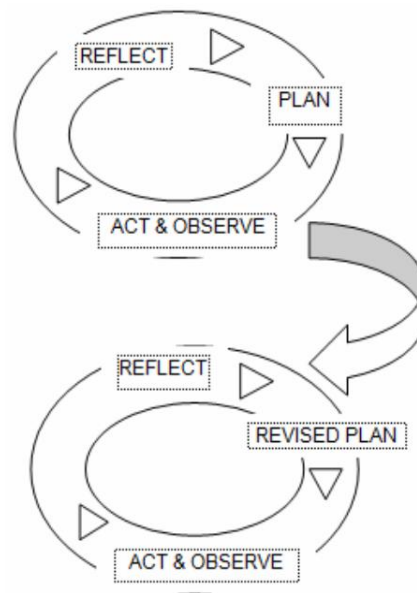 REFLECT
PLAN
ACT & OBSERVE
REFLECT
REVISED PLAN
ACT & OBSERVE